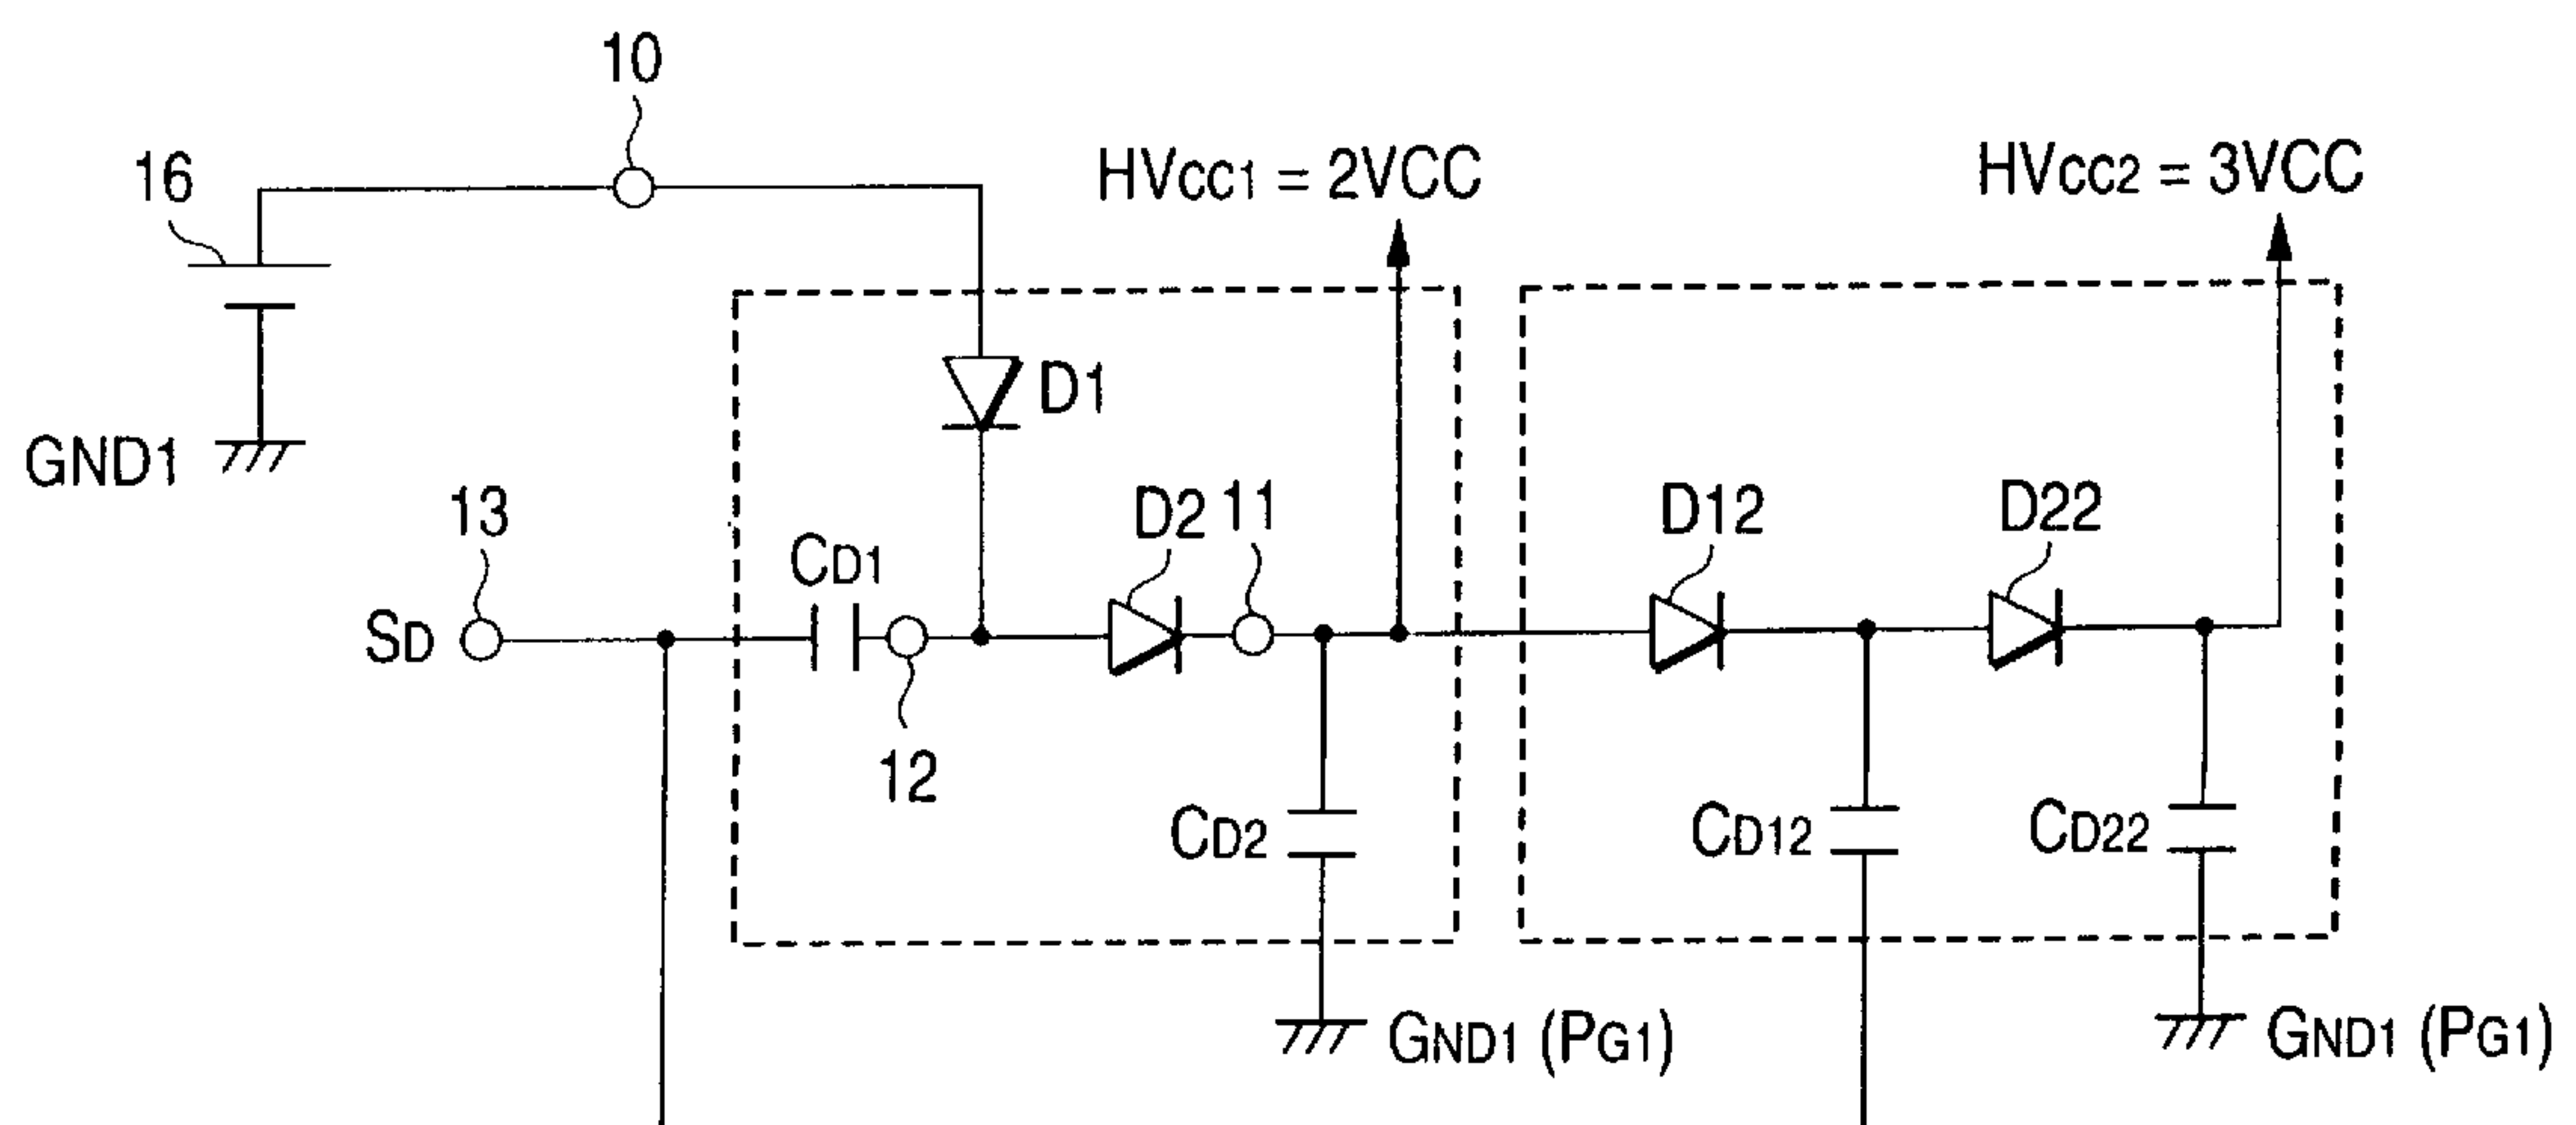 10
16
HVCC1 = 2VCC
HVCC2 = 3VCC
D1
GND1
13
D2
11
D12
D22
CD1
SD
12
CD2
CD12
CD22
GND1 (PG1)
GND1 (PG1)